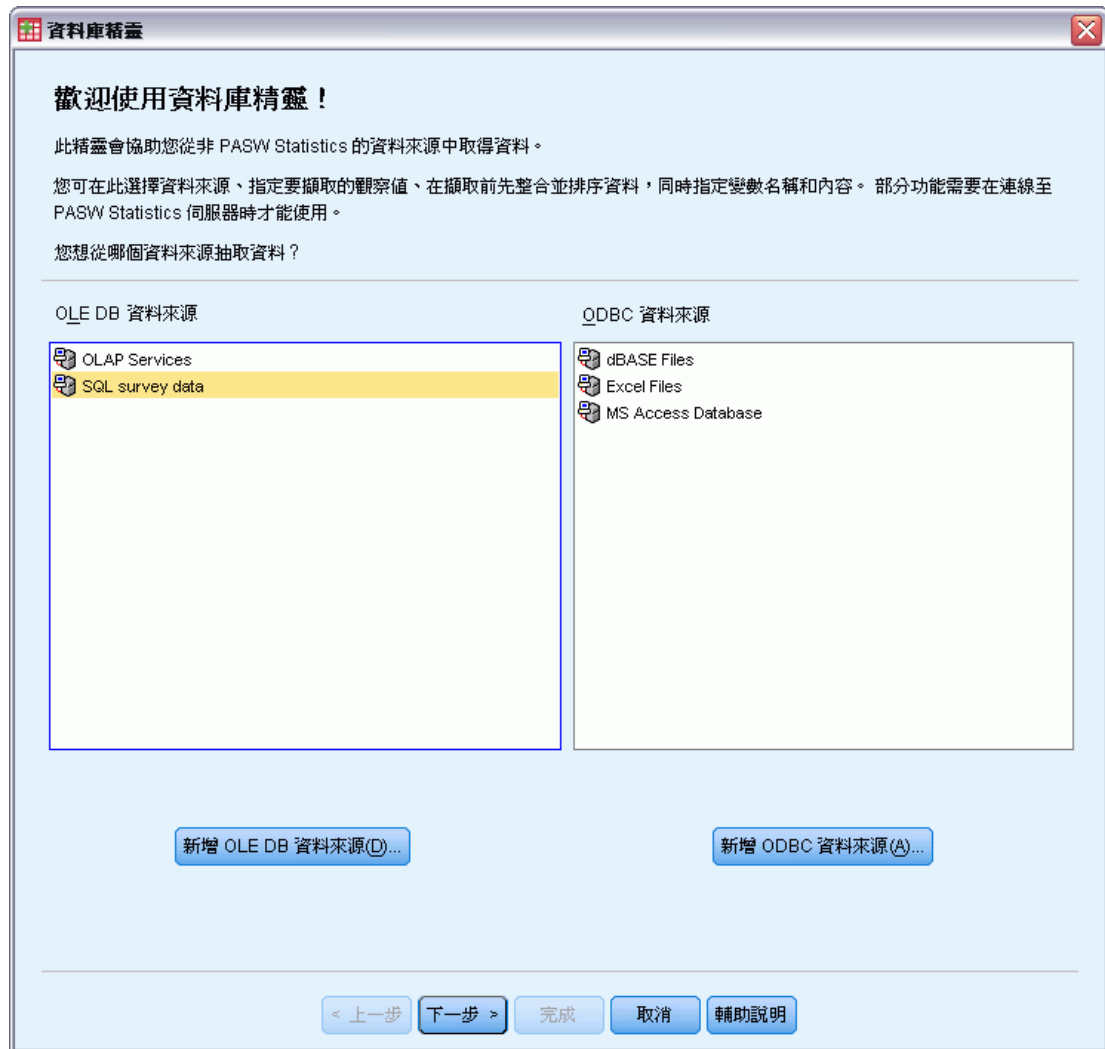 資料庫精靈
歡迎使用資料庫精靈！
此精靈會協助您從非 PASW Statistics 的資料來源中取得資料。
您可在此選擇資料來源、指定要擷取的觀察值、在擷取前先整合並排序資料，同時指定變數名稱和內容。 部分功能需要在連線至
PASW Statistics 伺服器時才能使用。
您想從哪個資料來源抽取資料？
OLE DB 資料來源
OLAP Services
SQL survey data
ODBC 資料來源
dBASE Files
Excel Files
MS Access Database
新增 OLE DB 資料來源(D)...
新增 ODBC 資料來源(A)...
< 上一步
下一步 >
完成
取消
輔助說明